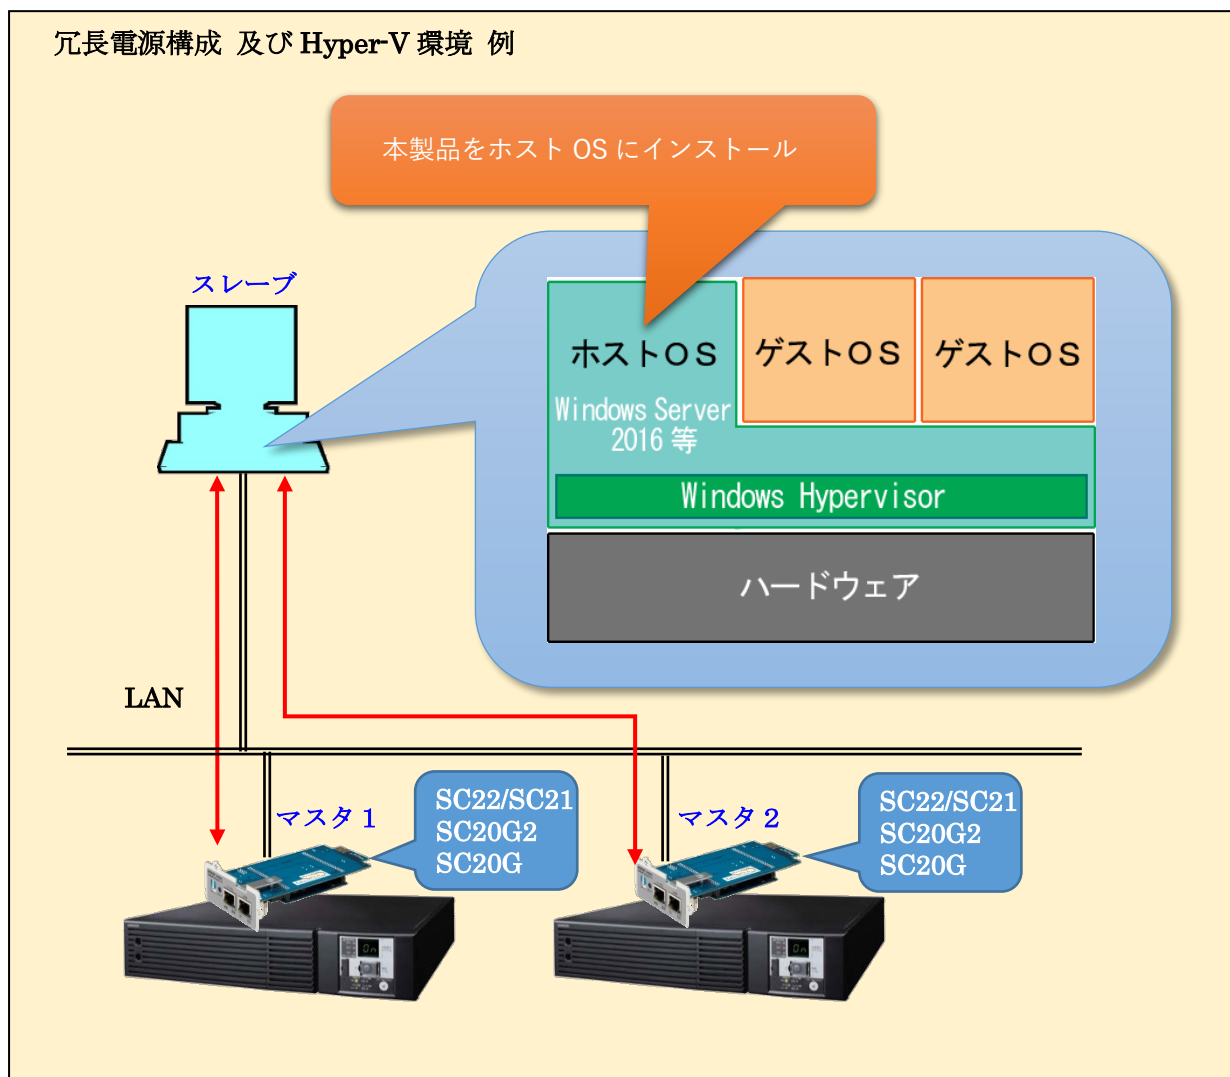 冗長電源構成 及び Hyper-V 環境 例
本製品をホスト OS にインストール
スレーブ
ホストＯＳ
ゲストＯＳ
ゲストＯＳ
Windows Server
2016 等
Windows Hypervisor
ハードウェア
LAN
マスタ１
SC22/SC21
SC20G2
SC20G
マスタ２
SC22/SC21
SC20G2
SC20G